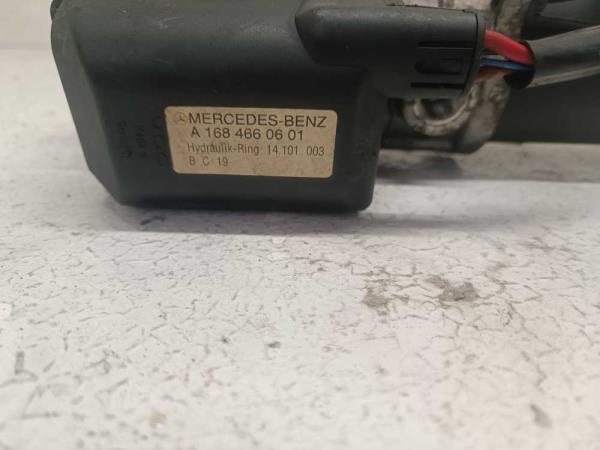 MERCEDES-BENZ
A 168 466 06 01
Hydraulik-Ring 14.101 003
B C 19